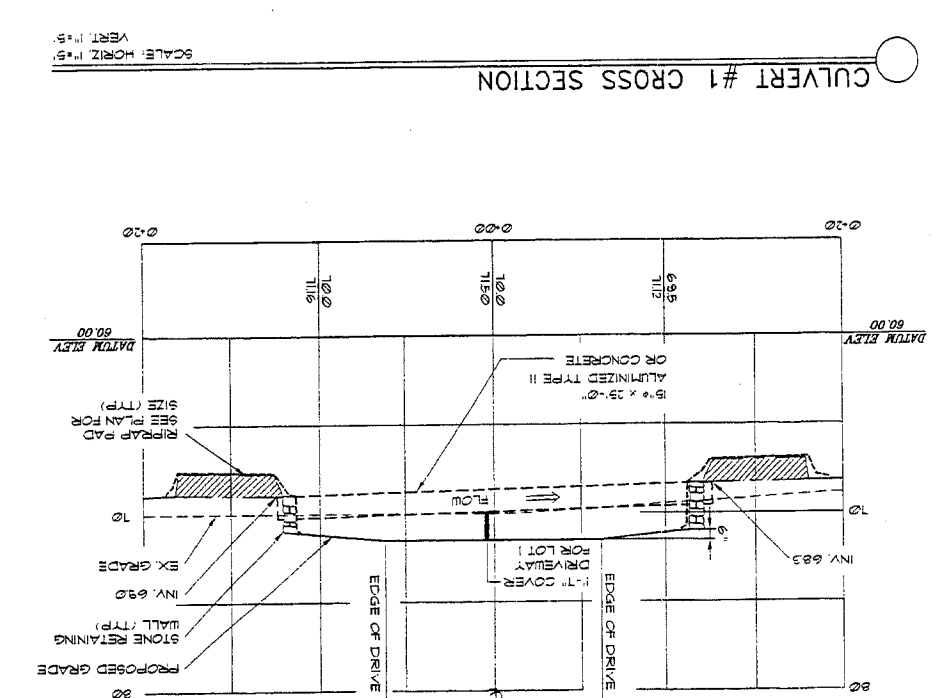 80
80
PROPOSED GRADE
EDGE OF DRIVE
EDGE OF DRIVE
STONE RETAINING
WALL (TYP)
1'-7" COVER
DRIVEWAY
FOR LOT 1
INV. 69.0
INV. 68.3
EX. GRADE
6"
70
70
FLOW
RIPRAP PAD
SEE PLAN FOR
SIZE (TYP)
15"⌀ x 25'-0"
ALUMINIZED TYPE II
OR CONCRETE
DATUM ELEV
60.00
DATUM ELEV
60.00
69.5
71.12
70.0
71.50
70.0
71.16
0+20
0+00
0+20
CULVERT #1 CROSS SECTION
SCALE: HORIZ. 1"=5'
VERT. 1"=5'